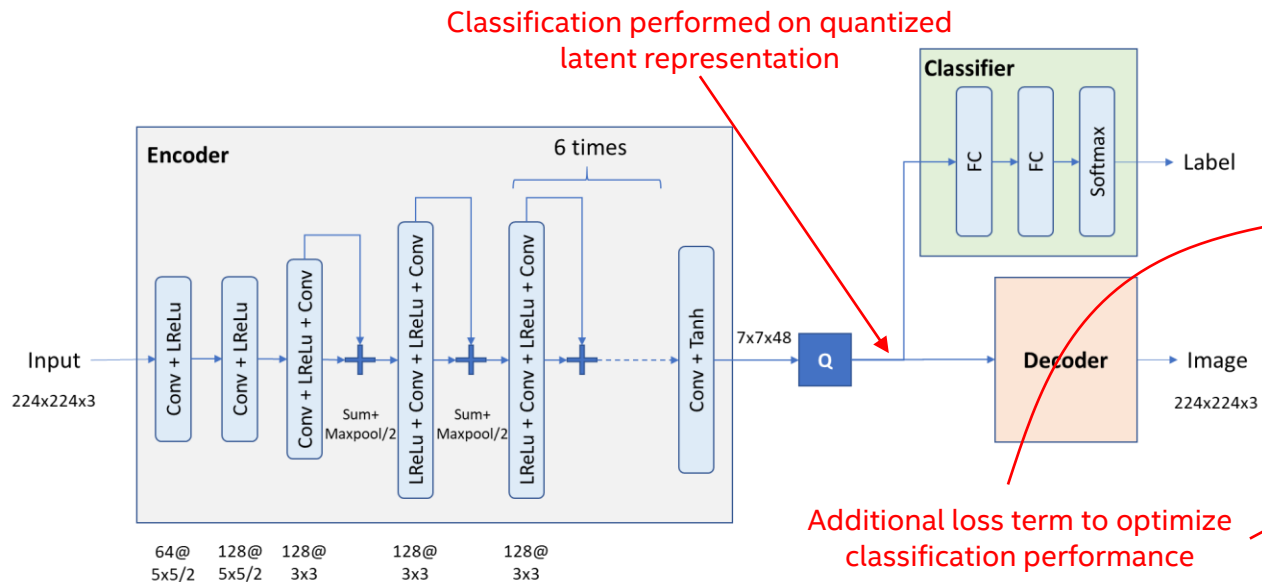 Classification performed on quantized
latent representation
Classifier
FC
FC
Softmax
Label
Encoder
6 times
Input
224x224x3
Conv + LReLu
Conv + LReLu
Conv + LReLu + Conv
Sum+
Maxpool/2
LReLu + Conv + LReLu + Conv
Sum+
Maxpool/2
LReLu + Conv + LReLu + Conv
Conv + Tanh
7x7x48
Q
Decoder
Image
224x224x3
64@
5x5/2
128@
5x5/2
128@
3x3
128@
3x3
128@
3x3
Additional loss term to optimize
classification performance